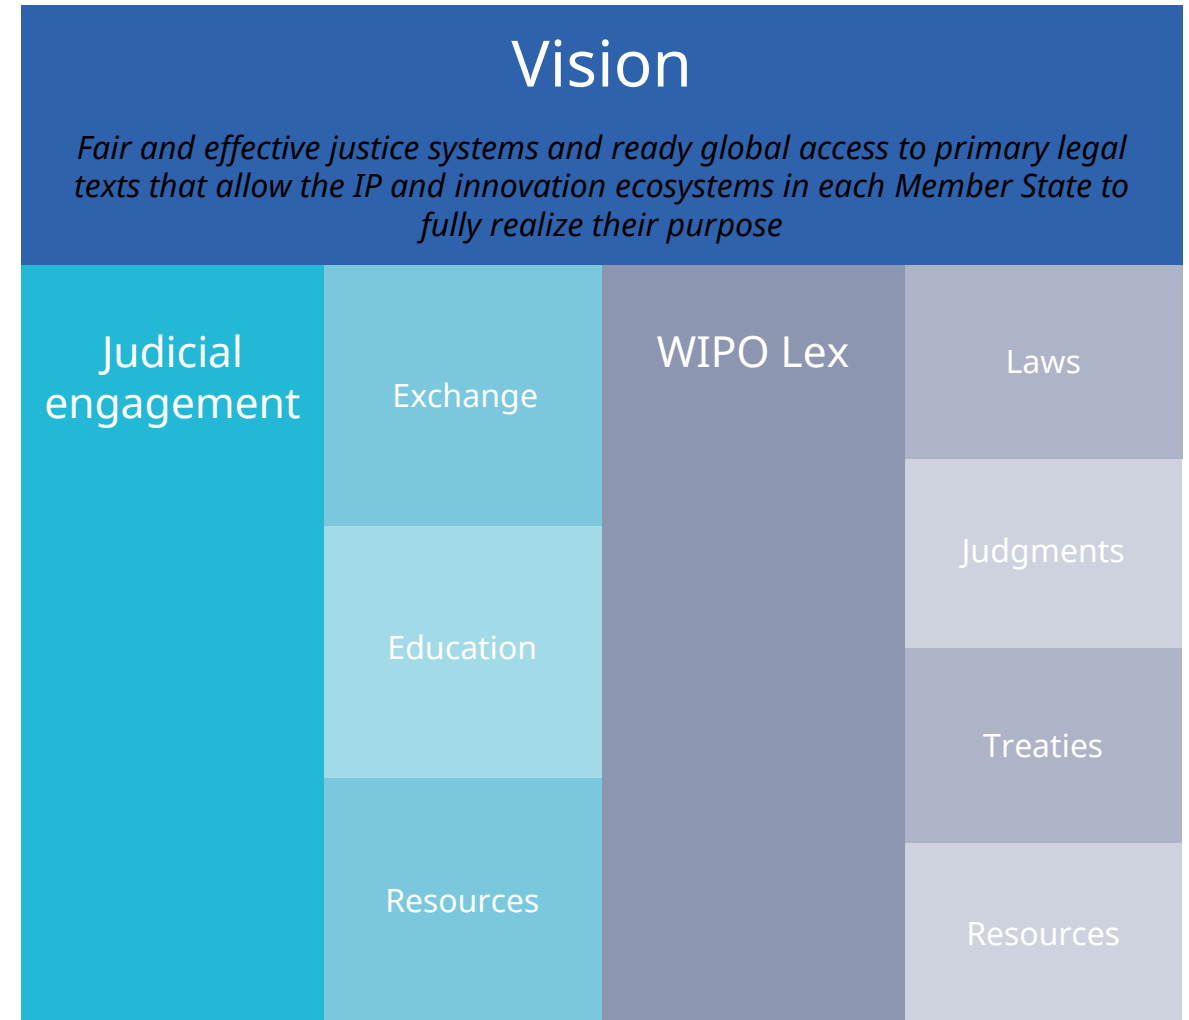 Vision
Fair and effective justice systems and ready global access to primary legal
texts that allow the IP and innovation ecosystems in each Member State to
fully realize their purpose
Judicial
engagement
Exchange
Education
Resources
WIPO Lex
Laws
Judgments
Treaties
Resources